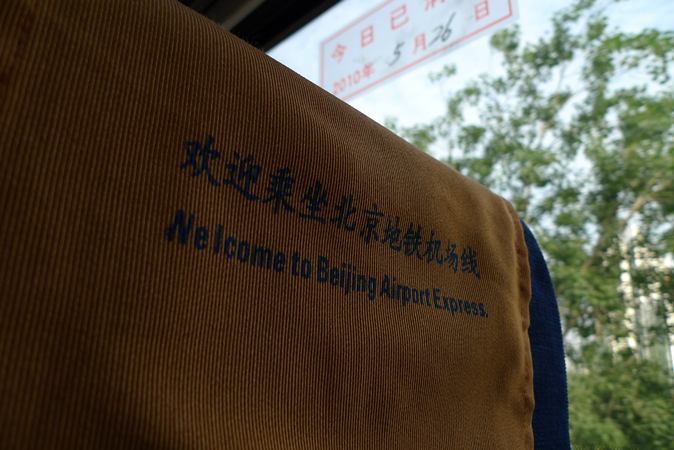 今日已消
2010年 5月26日
欢迎乘坐北京地铁机场线
Welcome to Beijing Airport Express.